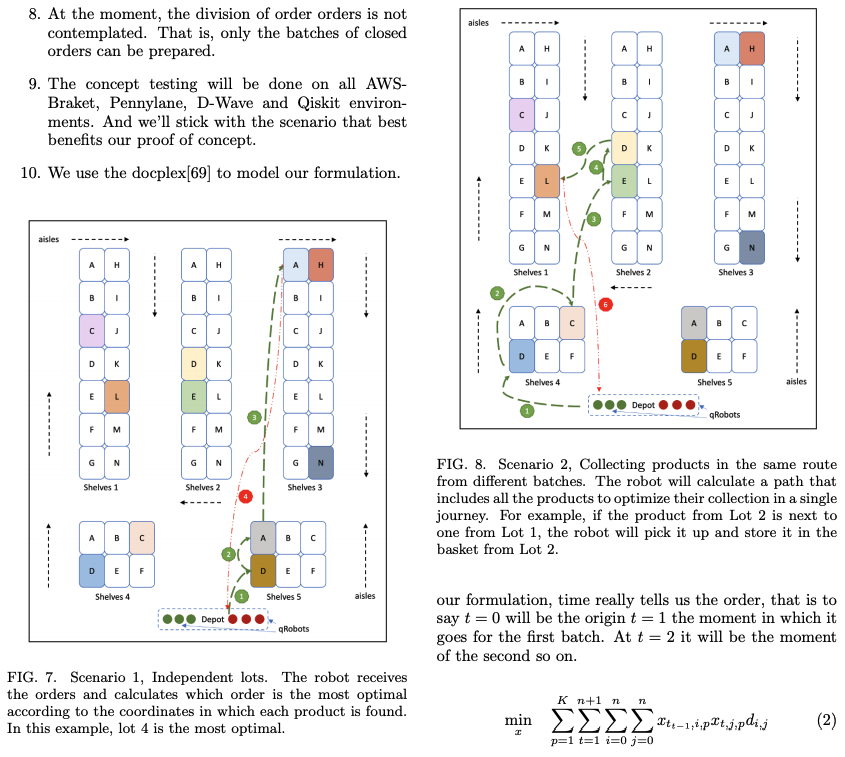 8. At the moment, the division of order orders is not
contemplated. That is, only the batches of closed
orders can be prepared.
9. The concept testing will be done on all AWS-
Braket, Pennylane, D-Wave and Qiskit environ-
ments. And we'll stick with the scenario that best
benefits our proof of concept.
10. We use the docplex[69] to model our formulation.
aisles
A H A H A H
B I B I B I
C J C J C J
D K D K D K
E L E L E L
3
F M F M F M
G N G N G N
Shelves 1 Shelves 2 Shelves 3
4
A B C A B C
2
D E F D E F
Shelves 4 1 Shelves 5 aisles
Depot
qRobots
FIG. 7. Scenario 1, Independent lots. The robot receives
the orders and calculates which order is the most optimal
according to the coordinates in which each product is found.
In this example, lot 4 is the most optimal.
aisles
A H A H A H
B I B I B I
C J C J C J
D K 5 D K D K
4
E L E L E L
F M 3 F M F M
G N G N G N
Shelves 1 Shelves 2 Shelves 3
2
6
A B C A B C
D E F D E F
Shelves 4 Shelves 5 aisles
1 Depot
qRobots
FIG. 8. Scenario 2, Collecting products in the same route
from different batches. The robot will calculate a path that
includes all the products to optimize their collection in a single
journey. For example, if the product from Lot 2 is next to
one from Lot 1, the robot will pick it up and store it in the
basket from Lot 2.
our formulation, time really tells us the order, that is to
say t = 0 will be the origin t = 1 the moment in which it
goes for the first batch. At t = 2 it will be the moment
of the second so on.
min_x ∑_{p=1}^{K} ∑_{t=1}^{n+1} ∑_{i=0}^{n} ∑_{j=0}^{n} x_{t_{t−1},i,p} x_{t,j,p} d_{i,j} (2)